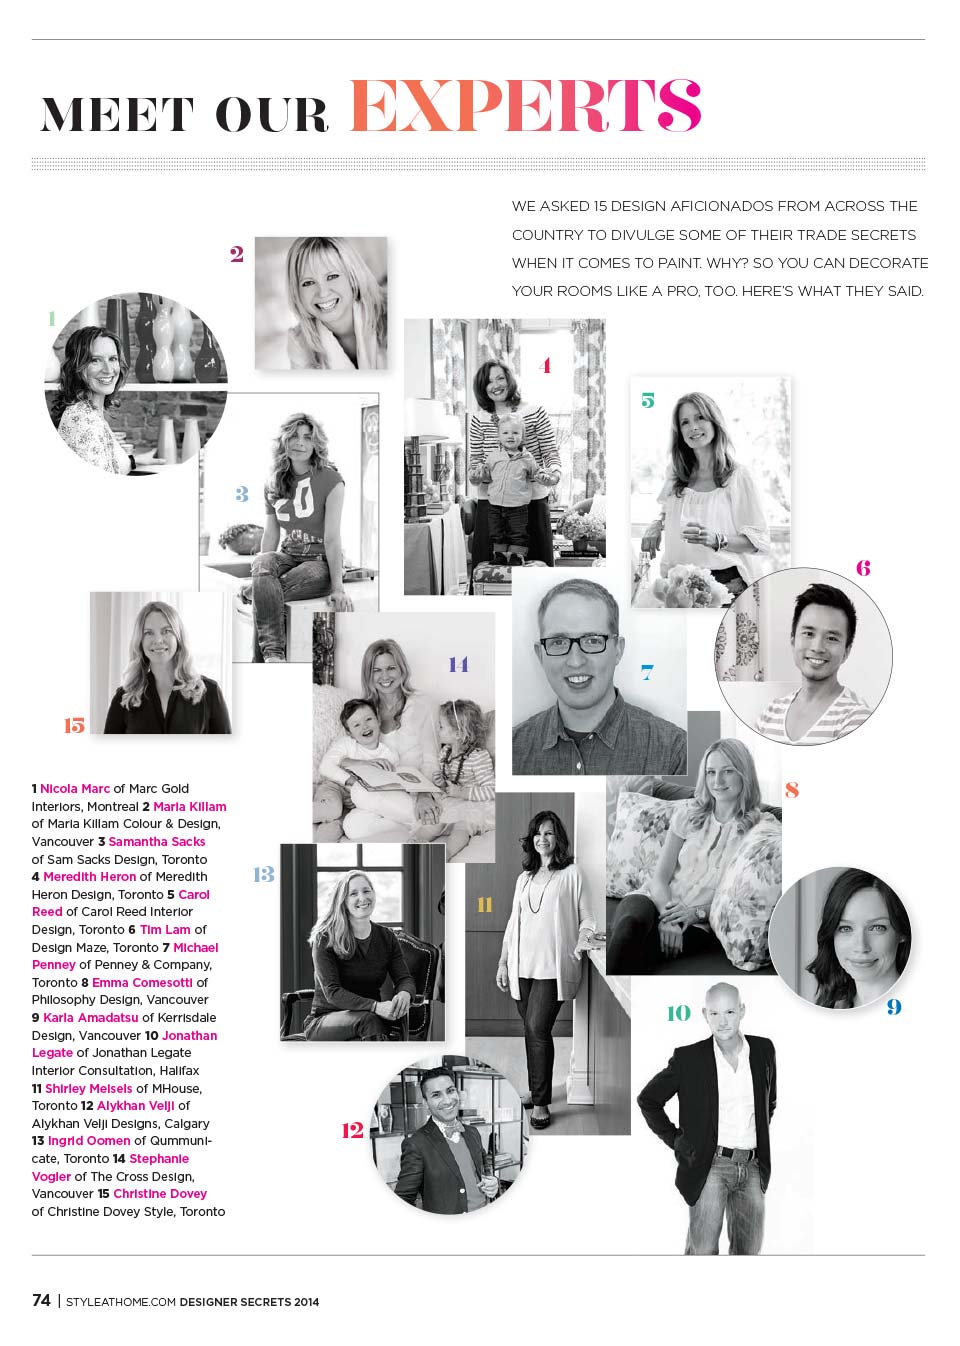 MEET OUR EXPERTS
WE ASKED 15 DESIGN AFICIONADOS FROM ACROSS THE
COUNTRY TO DIVULGE SOME OF THEIR TRADE SECRETS
WHEN IT COMES TO PAINT. WHY? SO YOU CAN DECORATE
YOUR ROOMS LIKE A PRO, TOO. HERE'S WHAT THEY SAID.
1
2
3
4
5
6
7
8
9
10
11
12
13
14
15
1 Nicola Marc of Marc Gold
Interiors, Montreal 2 Maria Killam
of Maria Killam Colour & Design,
Vancouver 3 Samantha Sacks
of Sam Sacks Design, Toronto
4 Meredith Heron of Meredith
Heron Design, Toronto 5 Carol
Reed of Carol Reed Interior
Design, Toronto 6 Tim Lam of
Design Maze, Toronto 7 Michael
Penney of Penney & Company,
Toronto 8 Emma Comesotti of
Philosophy Design, Vancouver
9 Karla Amadatsu of Kerrisdale
Design, Vancouver 10 Jonathan
Legate of Jonathan Legate
Interior Consultation, Halifax
11 Shirley Meisels of MHouse,
Toronto 12 Alykhan Velji of
Alykhan Velji Designs, Calgary
13 Ingrid Oomen of Qummuni-
cate, Toronto 14 Stephanie
Vogler of The Cross Design,
Vancouver 15 Christine Dovey
of Christine Dovey Style, Toronto
74 | STYLEATHOME.COM DESIGNER SECRETS 2014